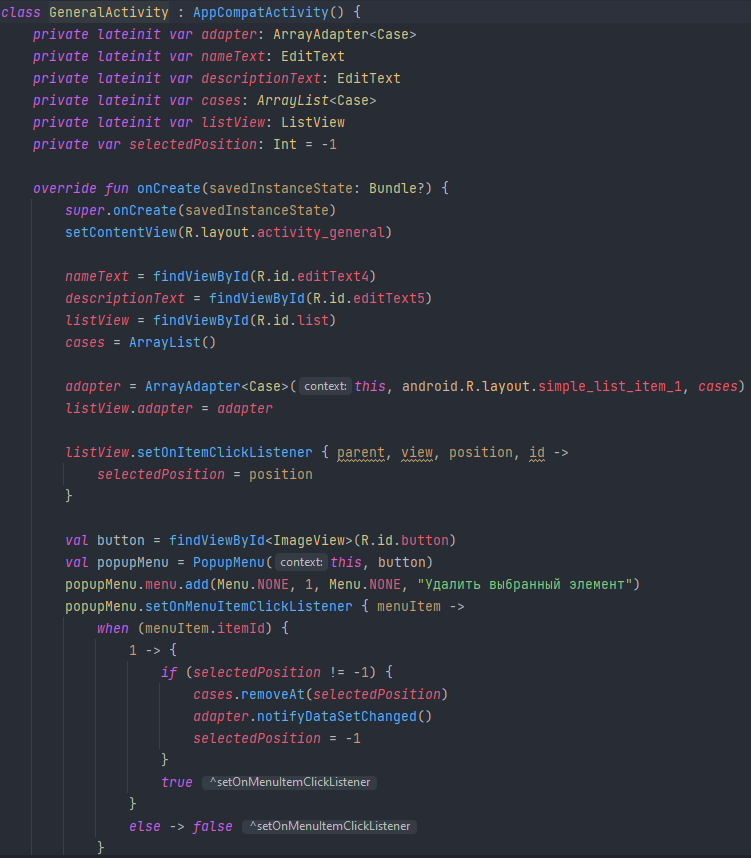 class GeneralActivity : AppCompatActivity() {
private lateinit var adapter: ArrayAdapter<Case>
private lateinit var nameText: EditText
private lateinit var descriptionText: EditText
private lateinit var cases: ArrayList<Case>
private lateinit var listView: ListView
private var selectedPosition: Int = -1
override fun onCreate(savedInstanceState: Bundle?) {
super.onCreate(savedInstanceState)
setContentView(R.layout.activity_general)
nameText = findViewById(R.id.editText4)
descriptionText = findViewById(R.id.editText5)
listView = findViewById(R.id.list)
cases = ArrayList()
adapter = ArrayAdapter<Case>( context: this, android.R.layout.simple_list_item_1, cases)
listView.adapter = adapter
listView.setOnItemClickListener { parent, view, position, id ->
selectedPosition = position
}
val button = findViewById<ImageView>(R.id.button)
val popupMenu = PopupMenu( context: this, button)
popupMenu.menu.add(Menu.NONE, 1, Menu.NONE, "Удалить выбранный элемент")
popupMenu.setOnMenuItemClickListener { menuItem ->
when (menuItem.itemId) {
1 -> {
if (selectedPosition != -1) {
cases.removeAt(selectedPosition)
adapter.notifyDataSetChanged()
selectedPosition = -1
}
true ^setOnMenuItemClickListener
}
else -> false ^setOnMenuItemClickListener
}